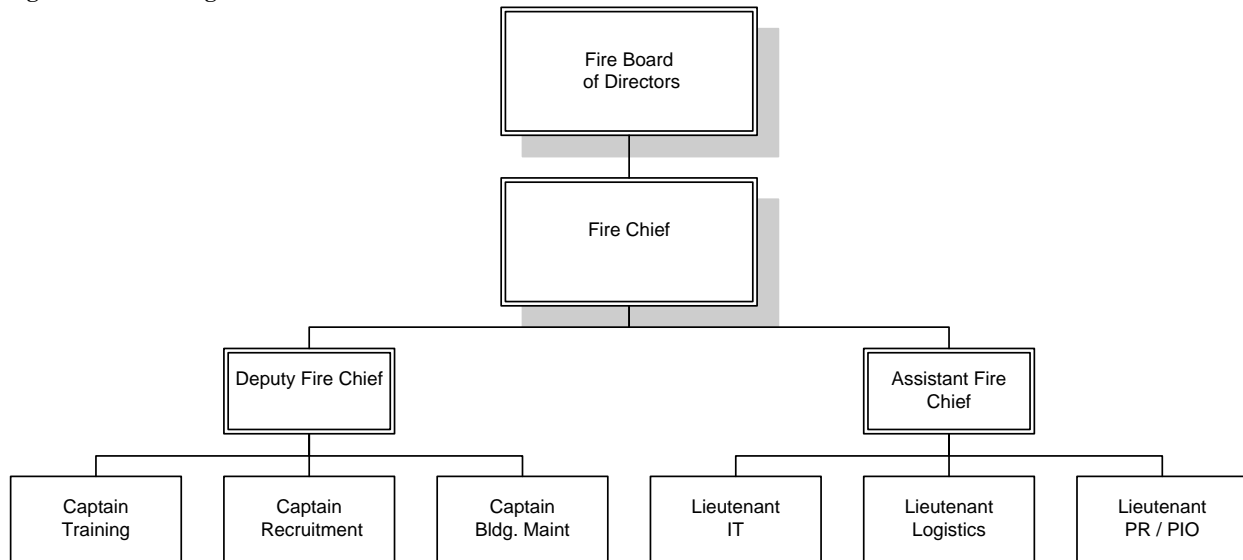 Fire Board
of Directors
Fire Chief
Deputy Fire Chief
Assistant Fire
Chief
Captain
Training
Captain
Recruitment
Captain
Bldg. Maint
Lieutenant
IT
Lieutenant
Logistics
Lieutenant
PR / PIO